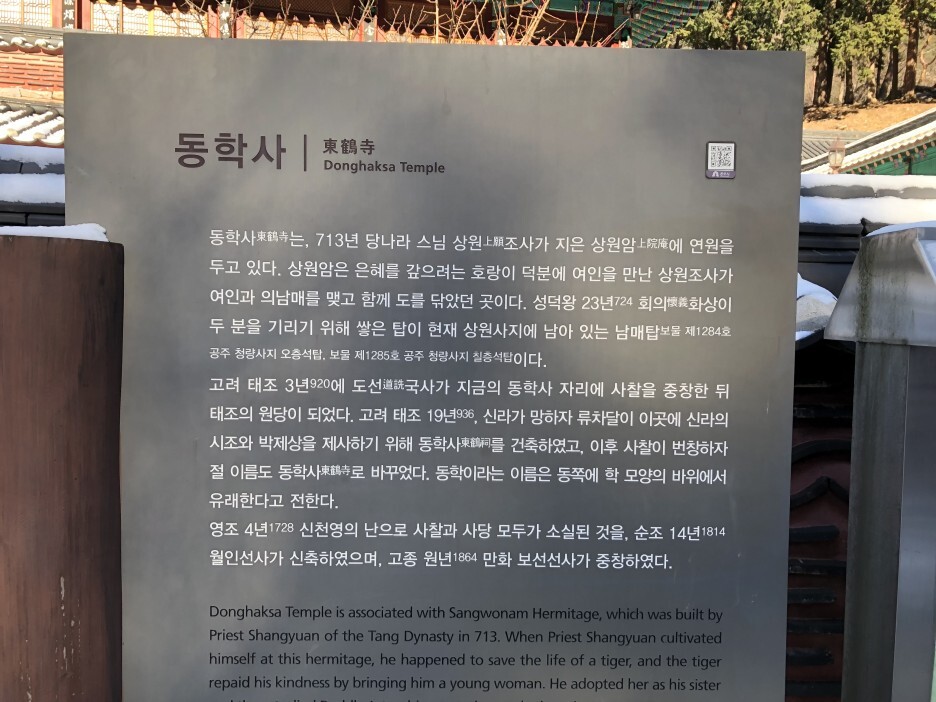 동학사
東鶴寺
Donghaksa Temple
동학사東鶴寺는, 713년 당나라 스님 상원上願조사가 지은 상원암上院庵에 연원을
두고 있다. 상원암은 은혜를 갚으려는 호랑이 덕분에 여인을 만난 상원조사가
여인과 의남매를 맺고 함께 도를 닦았던 곳이다. 성덕왕 23년724 회의懷義화상이
두 분을 기리기 위해 쌓은 탑이 현재 상원사지에 남아 있는 남매탑보물 제1284호
공주 청량사지 오층석탑, 보물 제1285호 공주 청량사지 칠층석탑이다.
고려 태조 3년920에 도선道詵국사가 지금의 동학사 자리에 사찰을 중창한 뒤
태조의 원당이 되었다. 고려 태조 19년936, 신라가 망하자 류차달이 이곳에 신라의
시조와 박제상을 제사하기 위해 동학사東鶴祠를 건축하였고, 이후 사찰이 번창하자
절 이름도 동학사東鶴寺로 바꾸었다. 동학이라는 이름은 동쪽에 학 모양의 바위에서
유래한다고 전한다.
영조 4년1728 신천영의 난으로 사찰과 사당 모두가 소실된 것을, 순조 14년1814
월인선사가 신축하였으며, 고종 원년1864 만화 보선선사가 중창하였다.
Donghaksa Temple is associated with Sangwonam Hermitage, which was built by
Priest Shangyuan of the Tang Dynasty in 713. When Priest Shangyuan cultivated
himself at this hermitage, he happened to save the life of a tiger, and the tiger
repaid his kindness by bringing him a young woman. He adopted her as his sister